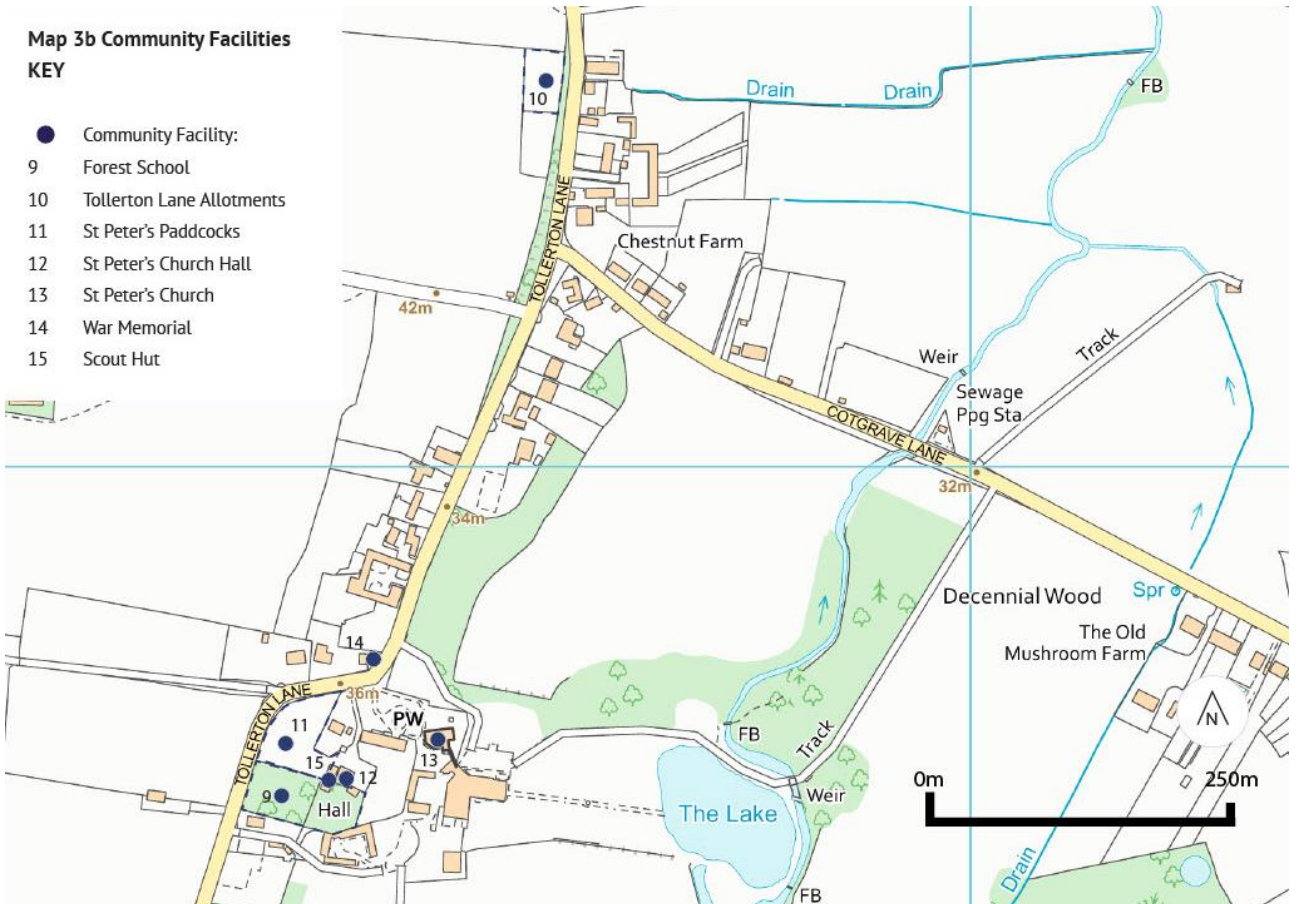 Map 3b Community Facilities
KEY
Community Facility:
9 Forest School
10 Tollerton Lane Allotments
11 St Peter's Paddcocks
12 St Peter's Church Hall
13 St Peter's Church
14 War Memorial
15 Scout Hut
10
Drain
Drain
FB
TOLLERTON LANE
Chestnut Farm
TOLLERTON LANE
42m
Weir
Track
Sewage
Ppg Sta
COTGRAVE LANE
32m
34m
Decennial Wood
Spr
The Old
Mushroom Farm
14
36m
TOLLERTON LANE
PW
11
13
FB
Track
N
15
12
9
Hall
TOLLERTON LANE
The Lake
Weir
0m
250m
Drain
FB